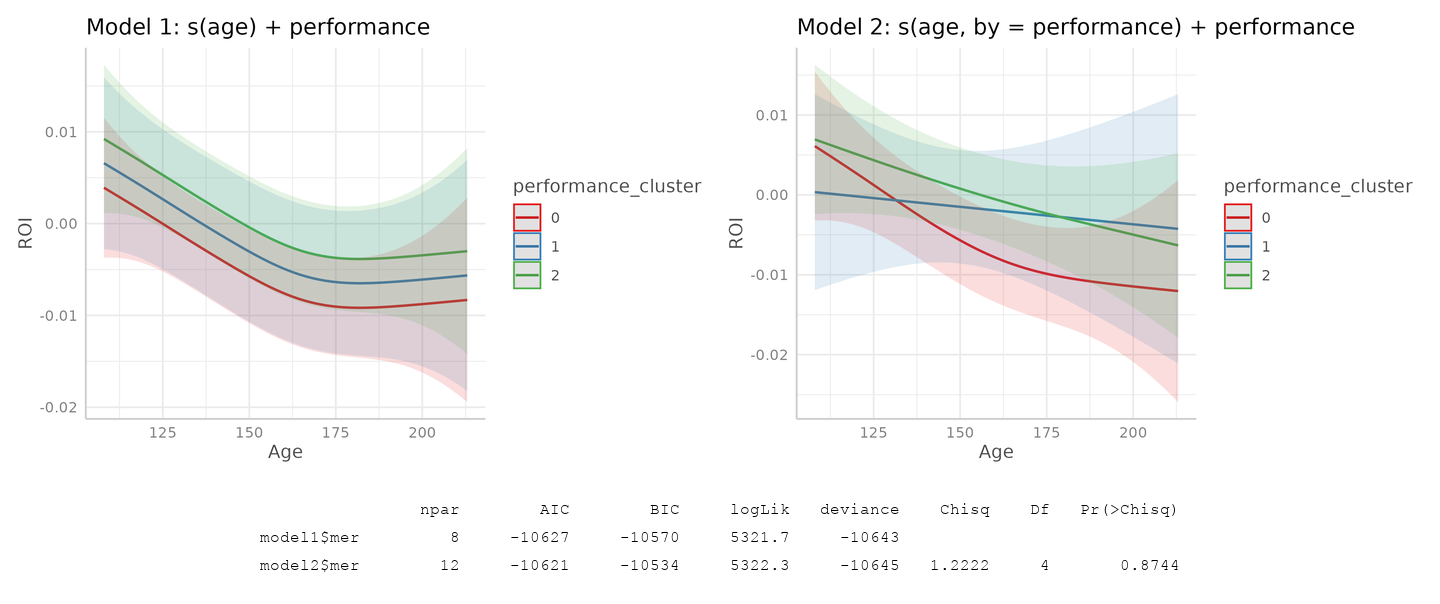 Model 1: s(age) + performance
0.01
0.00
-0.01
-0.02
ROI
125 150 175 200
Age
performance_cluster
0
1
2
Model 2: s(age, by = performance) + performance
0.01
0.00
-0.01
-0.02
ROI
125 150 175 200
Age
performance_cluster
0
1
2
npar AIC BIC logLik deviance Chisq Df Pr(>Chisq)
model1$mer 8 -10627 -10570 5321.7 -10643
model2$mer 12 -10621 -10534 5322.3 -10645 1.2222 4 0.8744